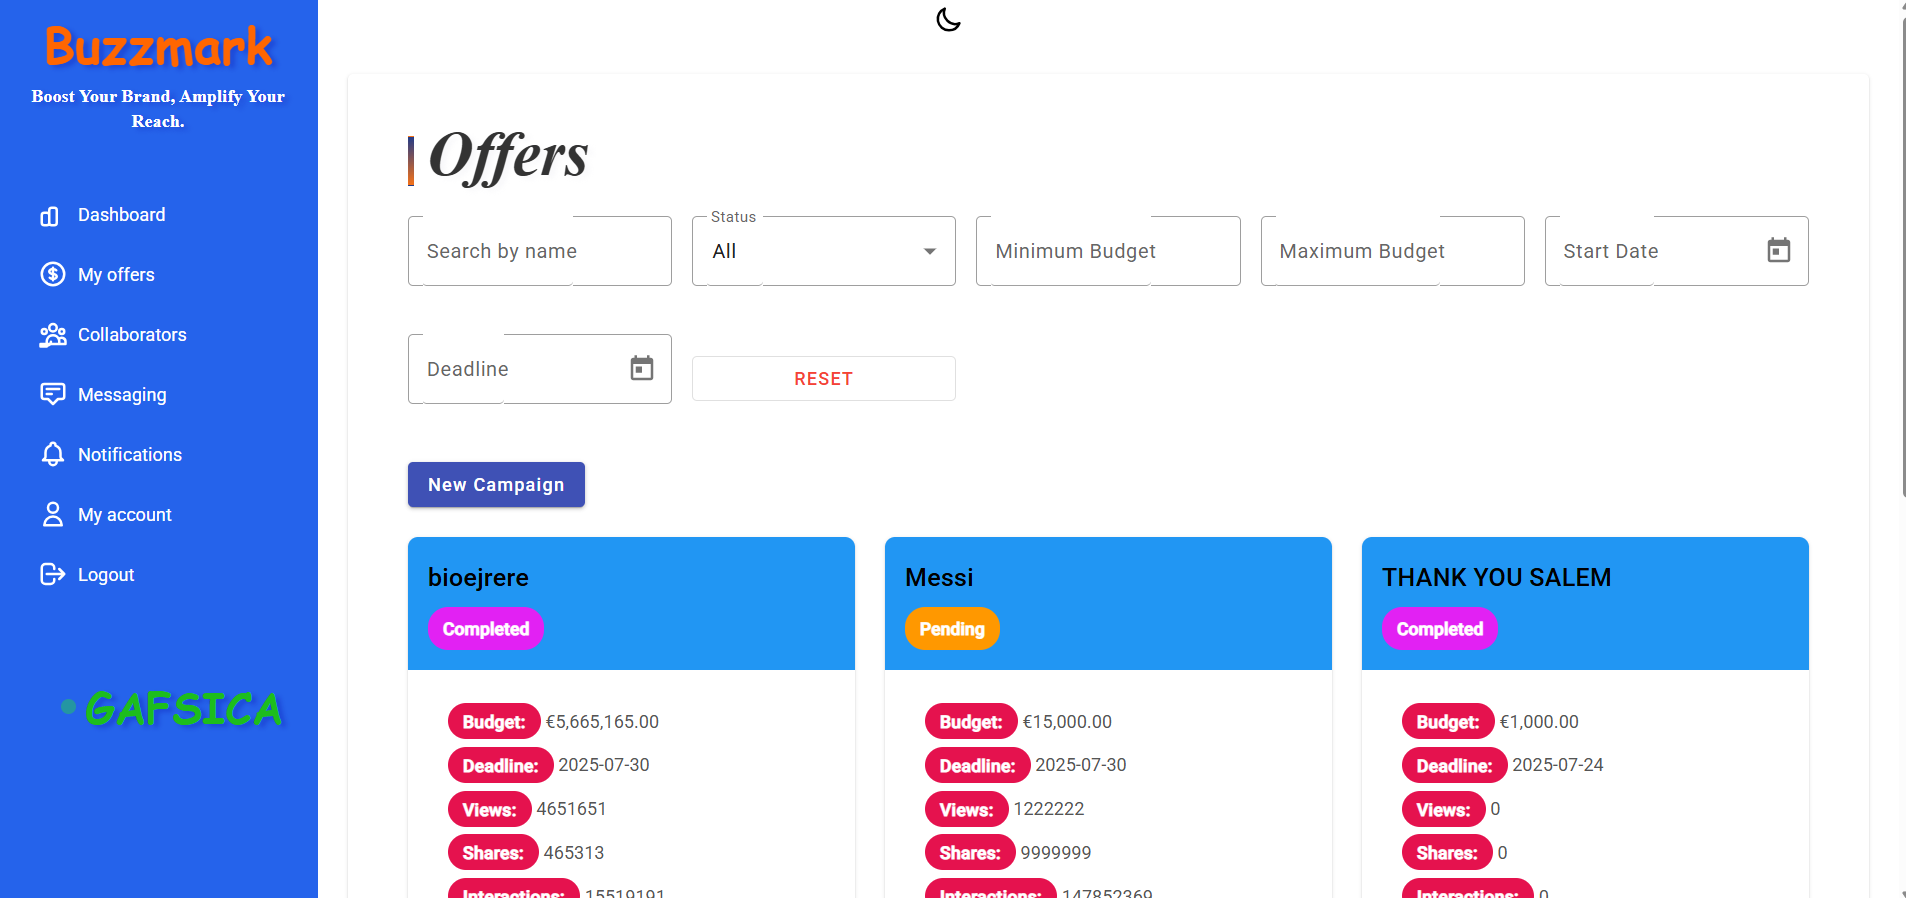 Buzzmark
Boost Your Brand, Amplify Your
Reach.
Dashboard
My offers
Collaborators
Messaging
Notifications
My account
Logout
GAFSICA
Offers
Search by name
Status
All
Minimum Budget
Maximum Budget
Start Date
Deadline
RESET
New Campaign
bioejrere
Completed
Budget: €5,665,165.00
Deadline: 2025-07-30
Views: 4651651
Shares: 465313
Interactions: 15519191
Messi
Pending
Budget: €15,000.00
Deadline: 2025-07-30
Views: 1222222
Shares: 9999999
Interactions: 147852369
THANK YOU SALEM
Completed
Budget: €1,000.00
Deadline: 2025-07-24
Views: 0
Shares: 0
Interactions: 0